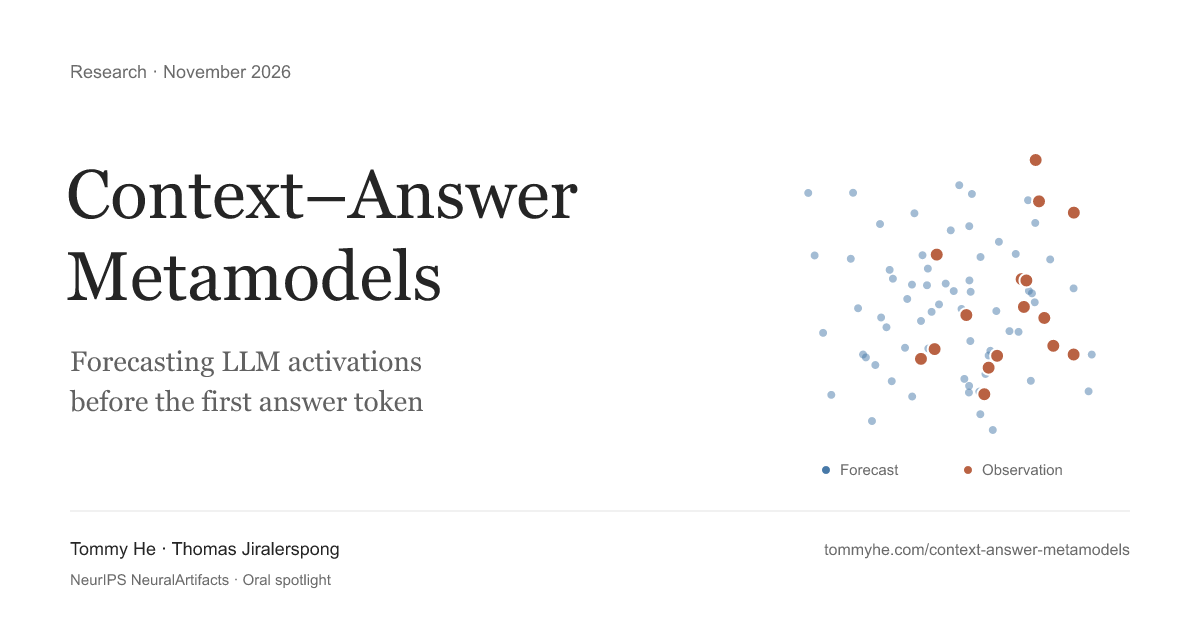 Research · November 2026
Context–Answer
Metamodels
Forecasting LLM activations
before the first answer token
Forecast
Observation
Tommy He · Thomas Jiralerspong
tommyhe.com/context-answer-metamodels
NeurIPS NeuralArtifacts · Oral spotlight